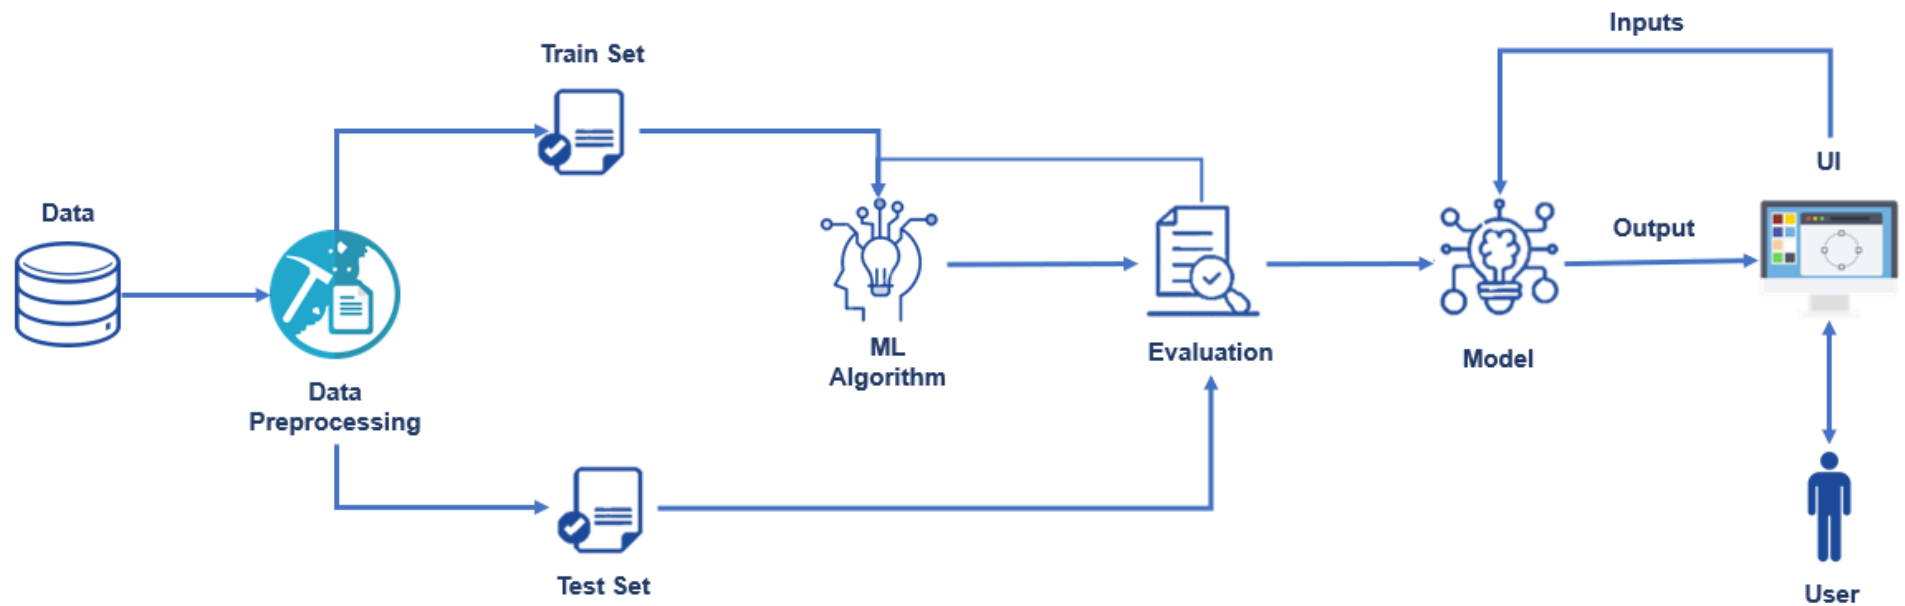 Inputs
Train Set
UI
Data
Output
ML
Algorithm
Evaluation
Model
Data
Preprocessing
Test Set
User